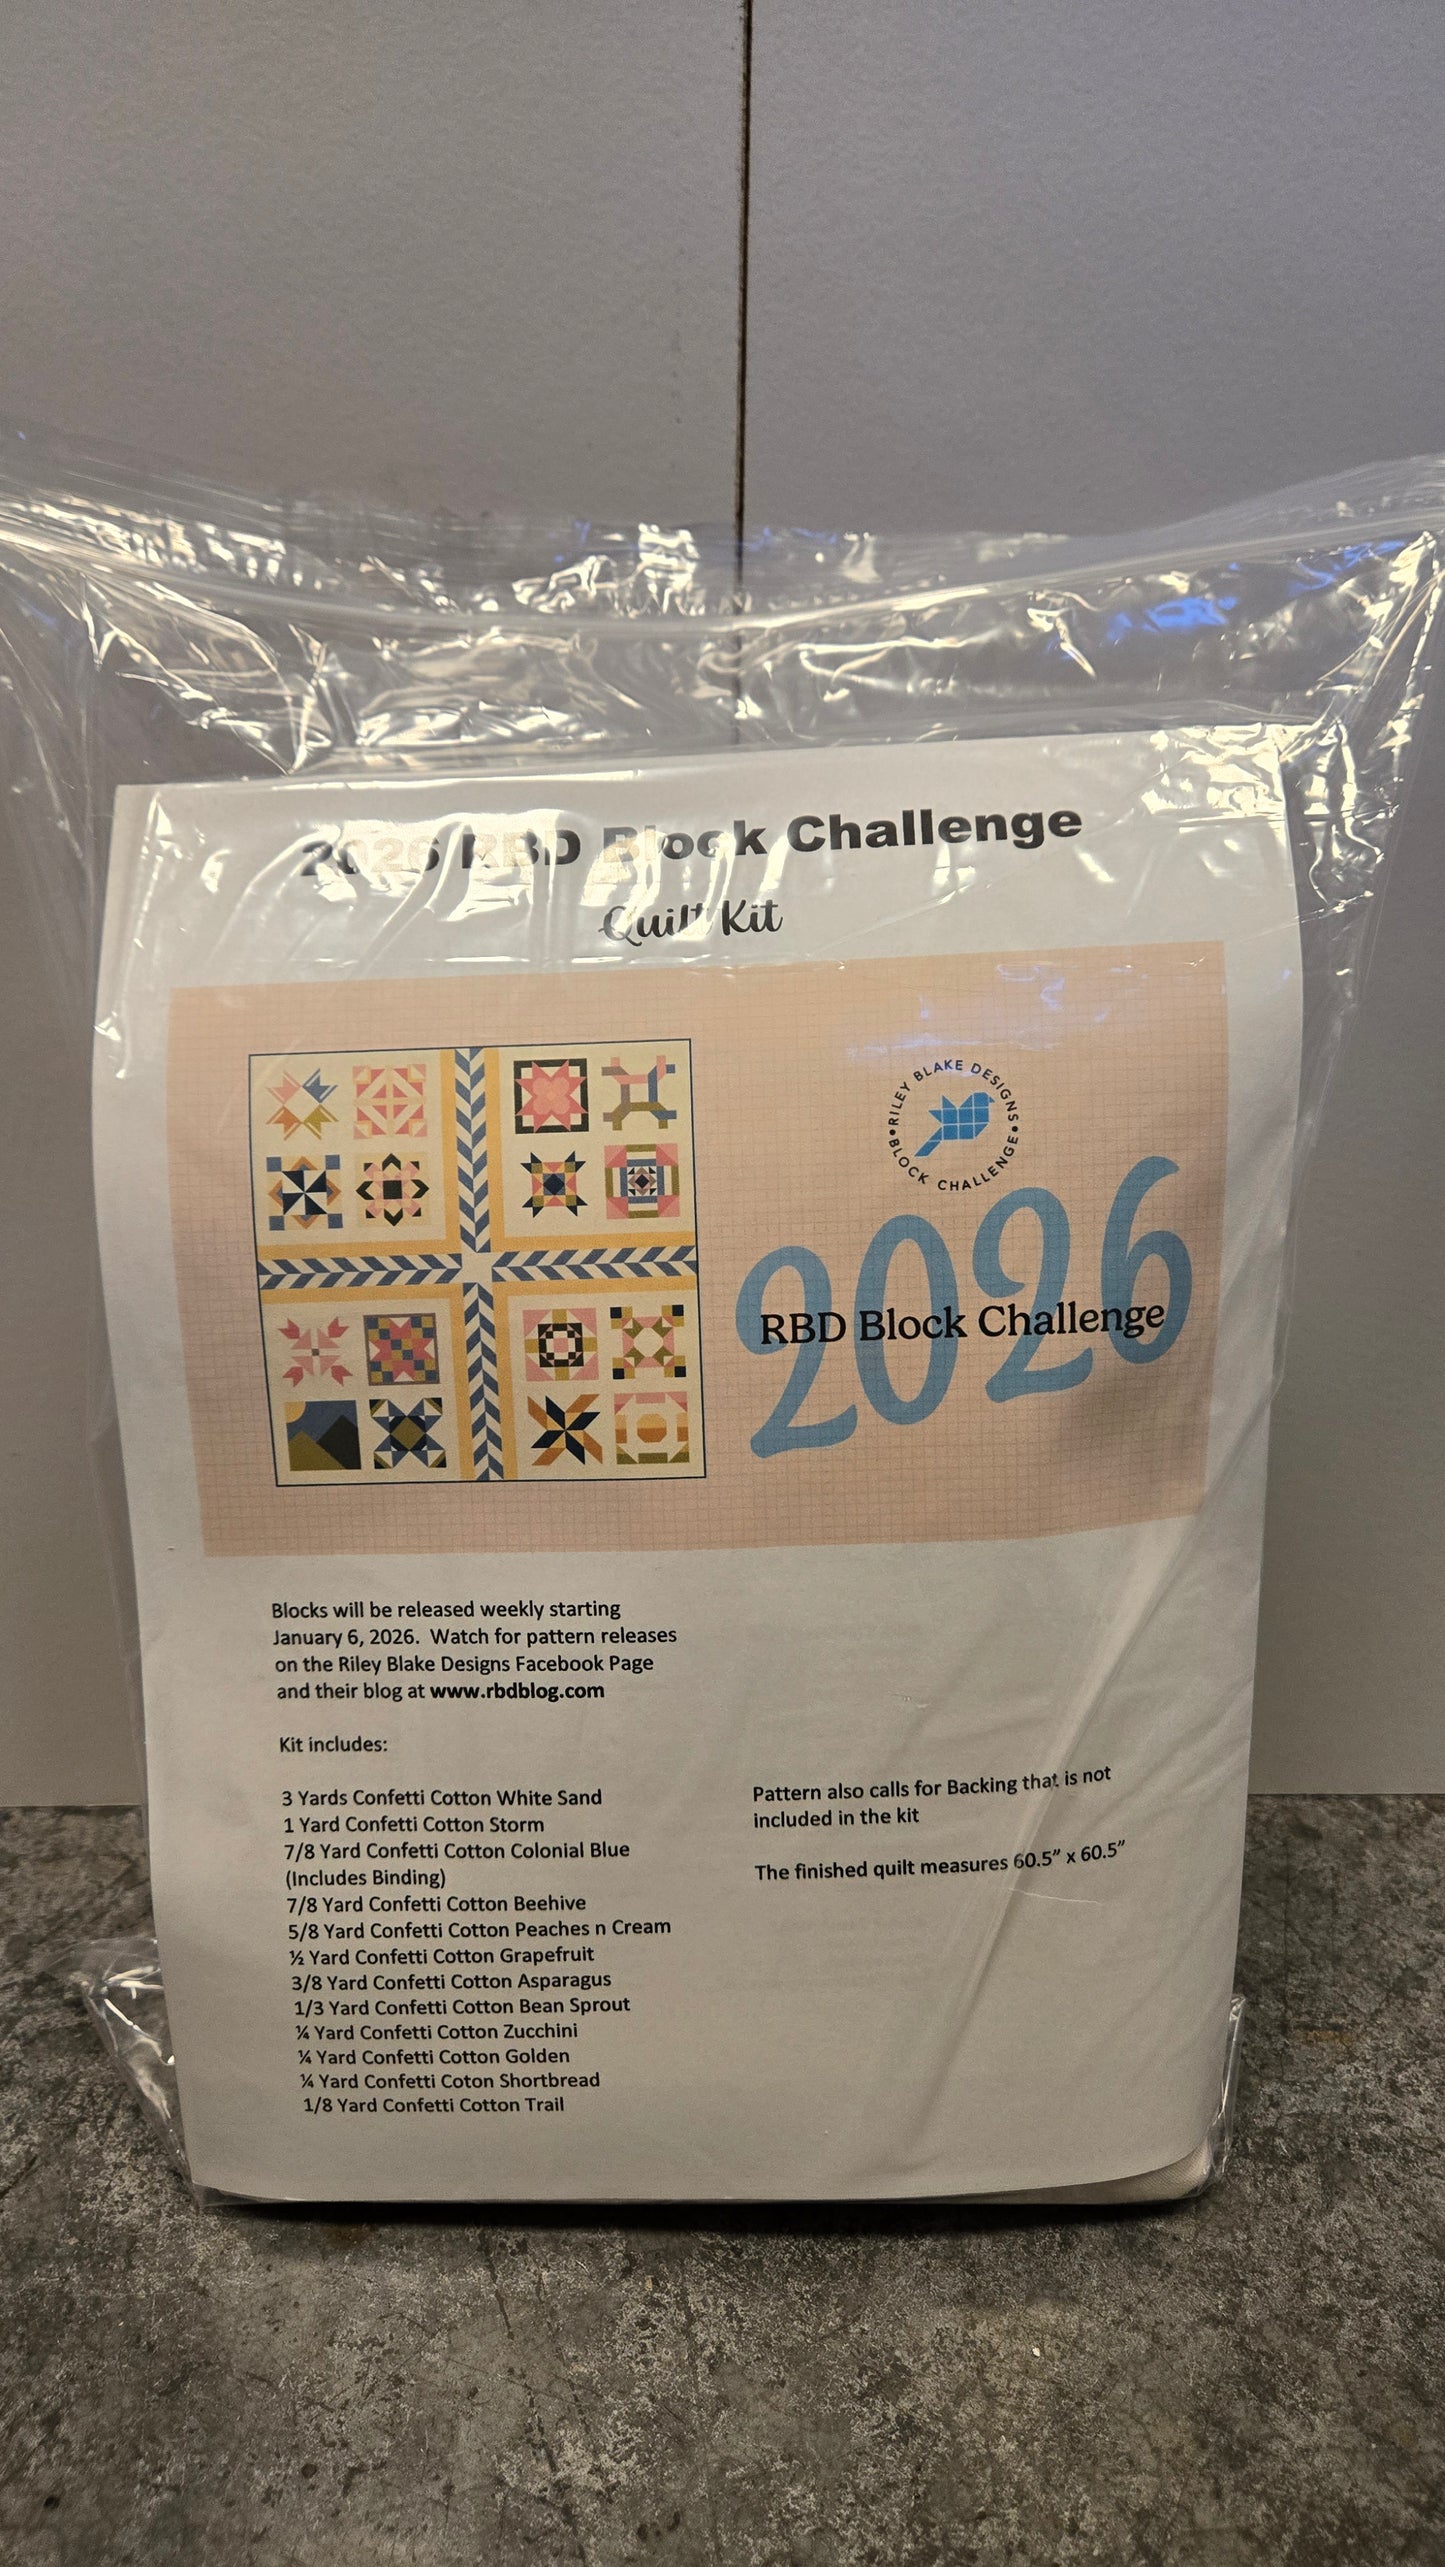 2026 RBD Block Challenge
Quilt Kit
• RILEY BLAKE DESIGNS •
BLOCK CHALLENGE
2026
RBD Block Challenge
Blocks will be released weekly starting
January 6, 2026.  Watch for pattern releases
on the Riley Blake Designs Facebook Page
and their blog at www.rbdblog.com
Kit includes:
3 Yards Confetti Cotton White Sand
1 Yard Confetti Cotton Storm
7/8 Yard Confetti Cotton Colonial Blue
(Includes Binding)
7/8 Yard Confetti Cotton Beehive
5/8 Yard Confetti Cotton Peaches n Cream
½ Yard Confetti Cotton Grapefruit
3/8 Yard Confetti Cotton Asparagus
1/3 Yard Confetti Cotton Bean Sprout
¼ Yard Confetti Cotton Zucchini
¼ Yard Confetti Cotton Golden
¼ Yard Confetti Coton Shortbread
1/8 Yard Confetti Cotton Trail
Pattern also calls for Backing that is not
included in the kit
The finished quilt measures 60.5” x 60.5”